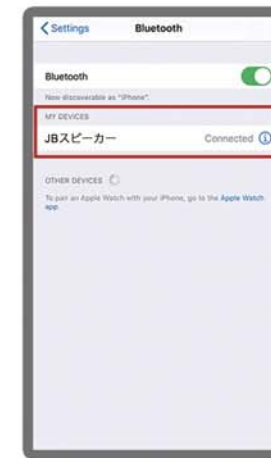 Settings
Bluetooth
Bluetooth
Now discoverable as "iPhone".
MY DEVICES
JBスピーカー
Connected
OTHER DEVICES
To pair an Apple Watch with your iPhone, go to the Apple Watch
app.